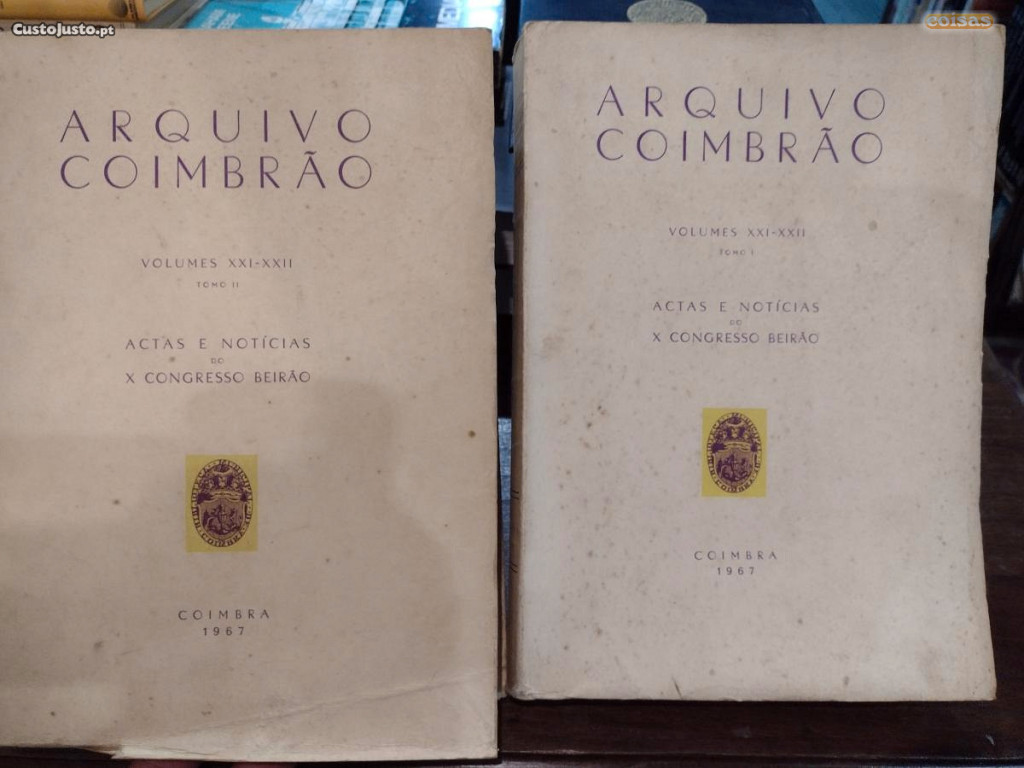 CustoJusto.pt
coisas
ARQUIVO
COIMBRÃO
VOLUMES XXI-XXII
TOMO II
ACTAS E NOTÍCIAS
DO
X CONGRESSO BEIRÃO
COIMBRA
1967
ARQUIVO
COIMBRÃO
VOLUMES XXI-XXII
TOMO I
ACTAS E NOTÍCIAS
DO
X CONGRESSO BEIRÃO
COIMBRA
1967